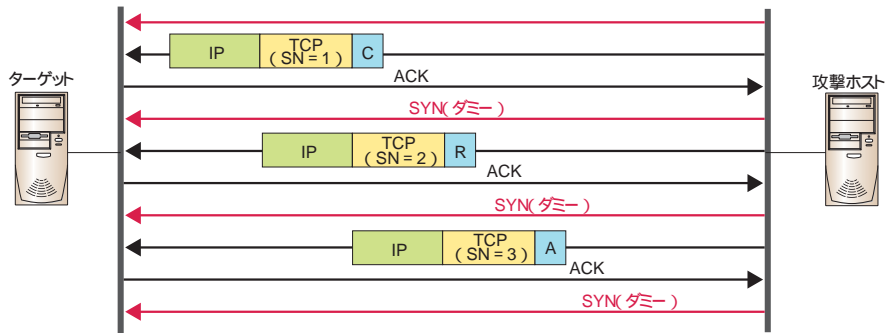 IP
TCP
(SN=1)
C
ACK
ターゲット
攻撃ホスト
SYN(ダミー)
IP
TCP
(SN=2)
R
ACK
SYN(ダミー)
IP
TCP
(SN=3)
A
ACK
SYN(ダミー)